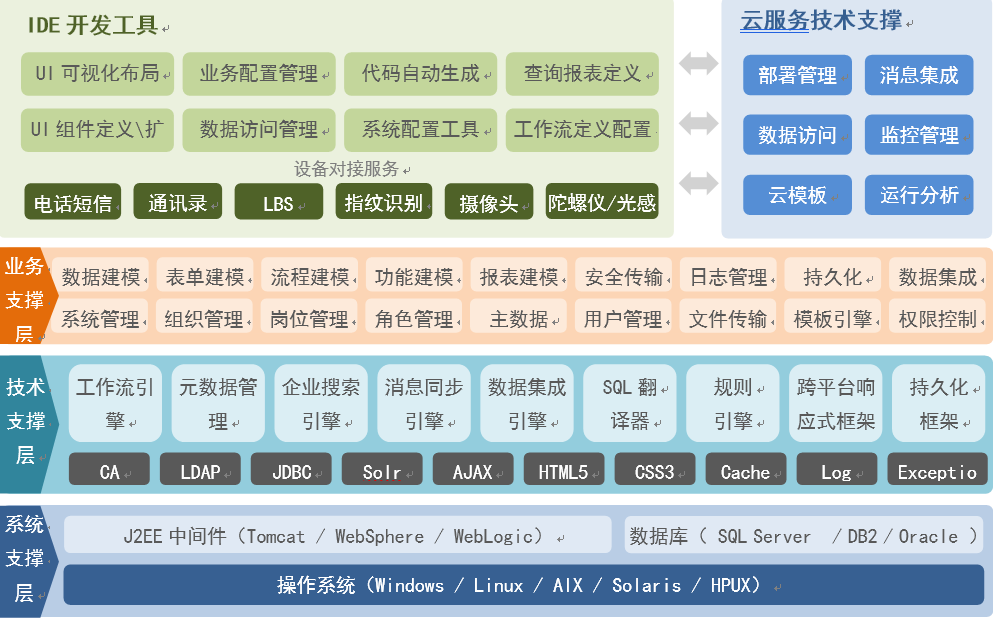 IDE 开发工具
云服务技术支撑
UI 可视化布局 业务配置管理 代码自动生成 查询报表定义
部署管理 消息集成
UI 组件定义\扩 数据访问管理 系统配置工具 工作流定义配置
数据访问 监控管理
设备对接服务
电话短信 通讯录 LBS 指纹识别 摄像头 陀螺仪/光感
云模板 运行分析
业务
支撑
层
数据建模 表单建模 流程建模 功能建模 报表建模 安全传输 日志管理 持久化 数据集成
系统管理 组织管理 岗位管理 角色管理 主数据 用户管理 文件传输 模板引擎 权限控制
技术
支撑
层
工作流引
擎
元数据管
理
企业搜索
引擎
消息同步
引擎
数据集成
引擎
SQL 翻
译器
规则
引擎
跨平台响
应式框架
持久化
框架
CA LDAP JDBC Solr AJAX HTML5 CSS3 Cache Log Exceptio
系统
支撑
层
J2EE 中间件（Tomcat / WebSphere / WebLogic）
数据库（ SQL Server / DB2 / Oracle ）
操作系统（Windows / Linux / AIX / Solaris / HPUX）